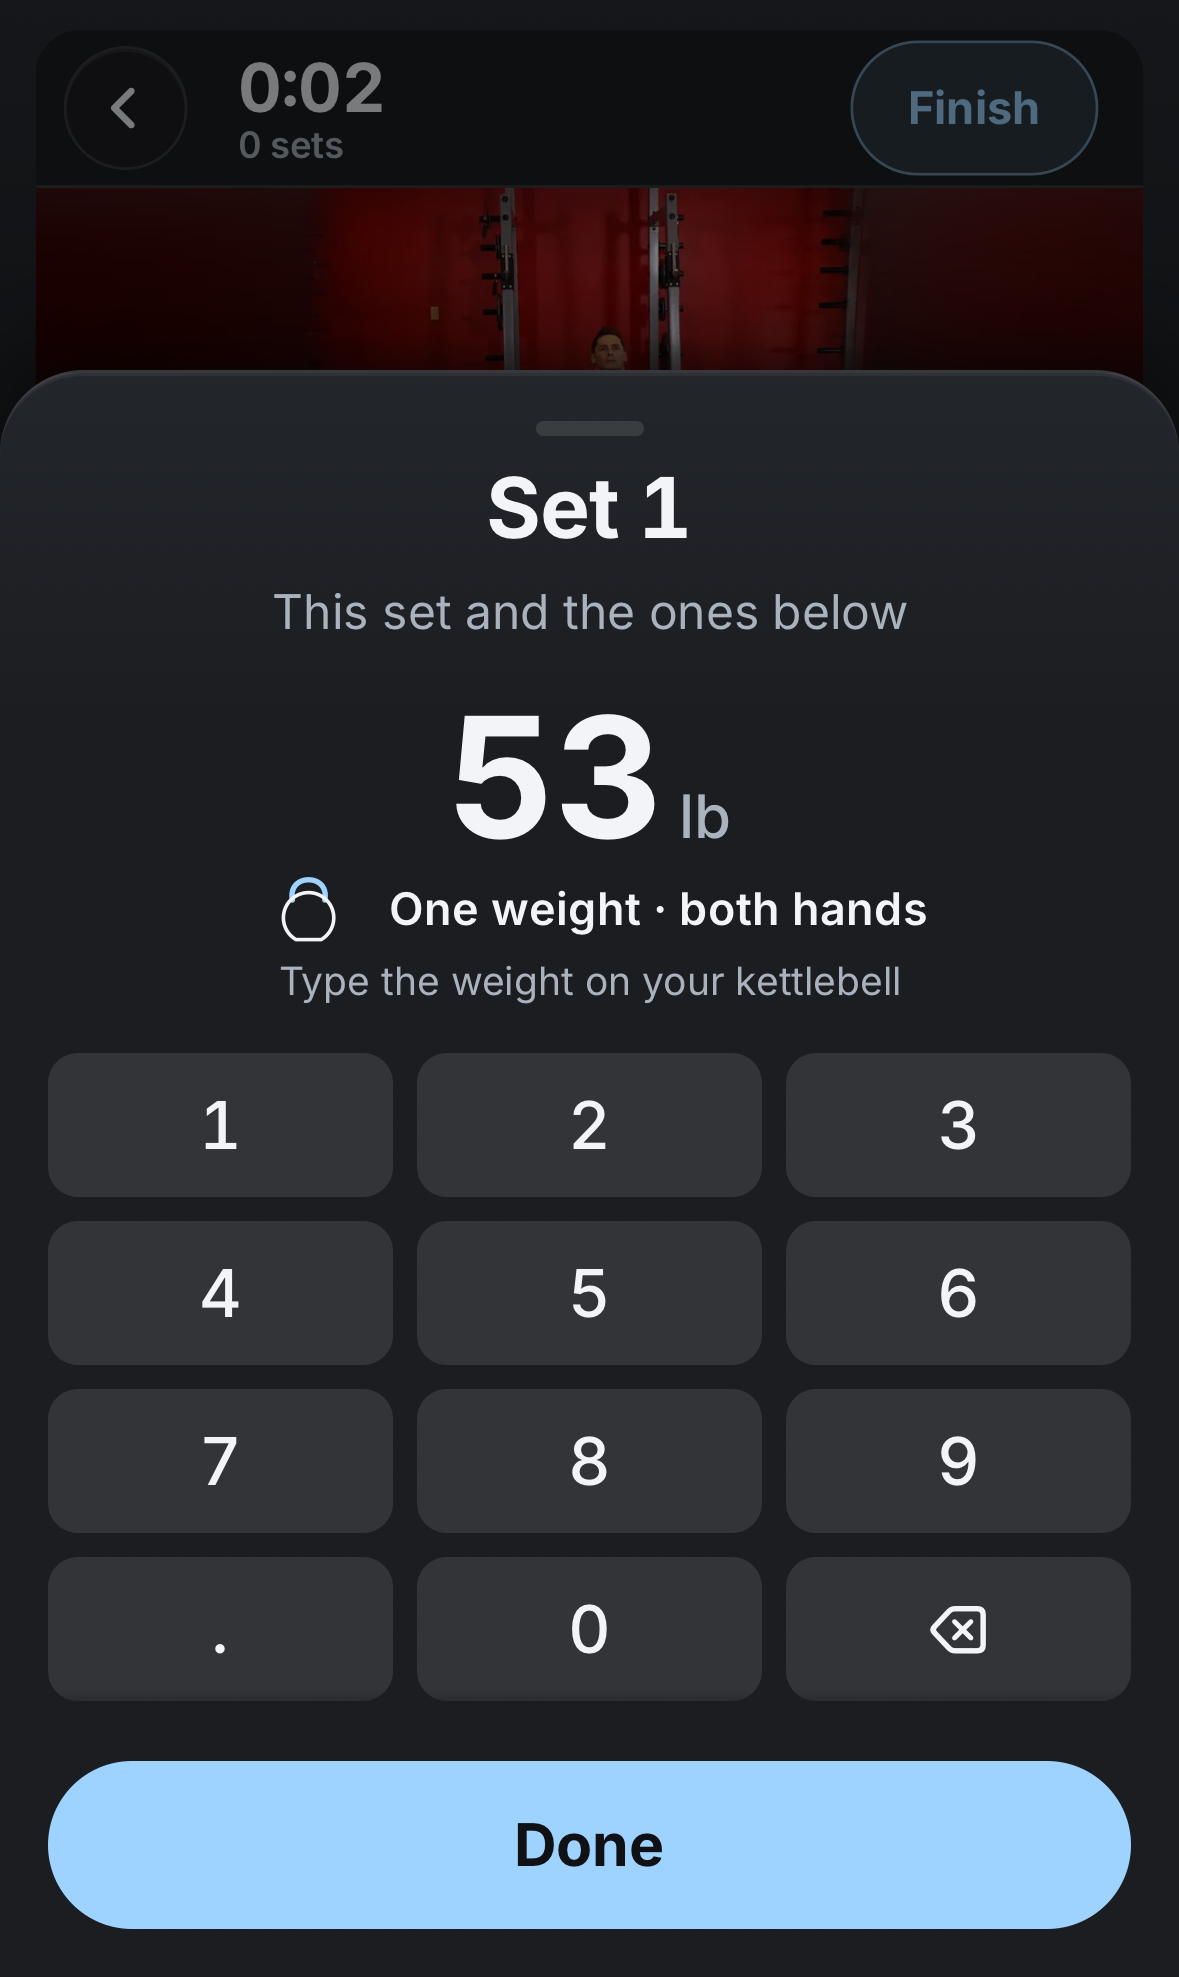 0:02
0 sets
Finish
Set 1
This set and the ones below
53 lb
One weight · both hands
Type the weight on your kettlebell
1 2 3
4 5 6
7 8 9
. 0
Done